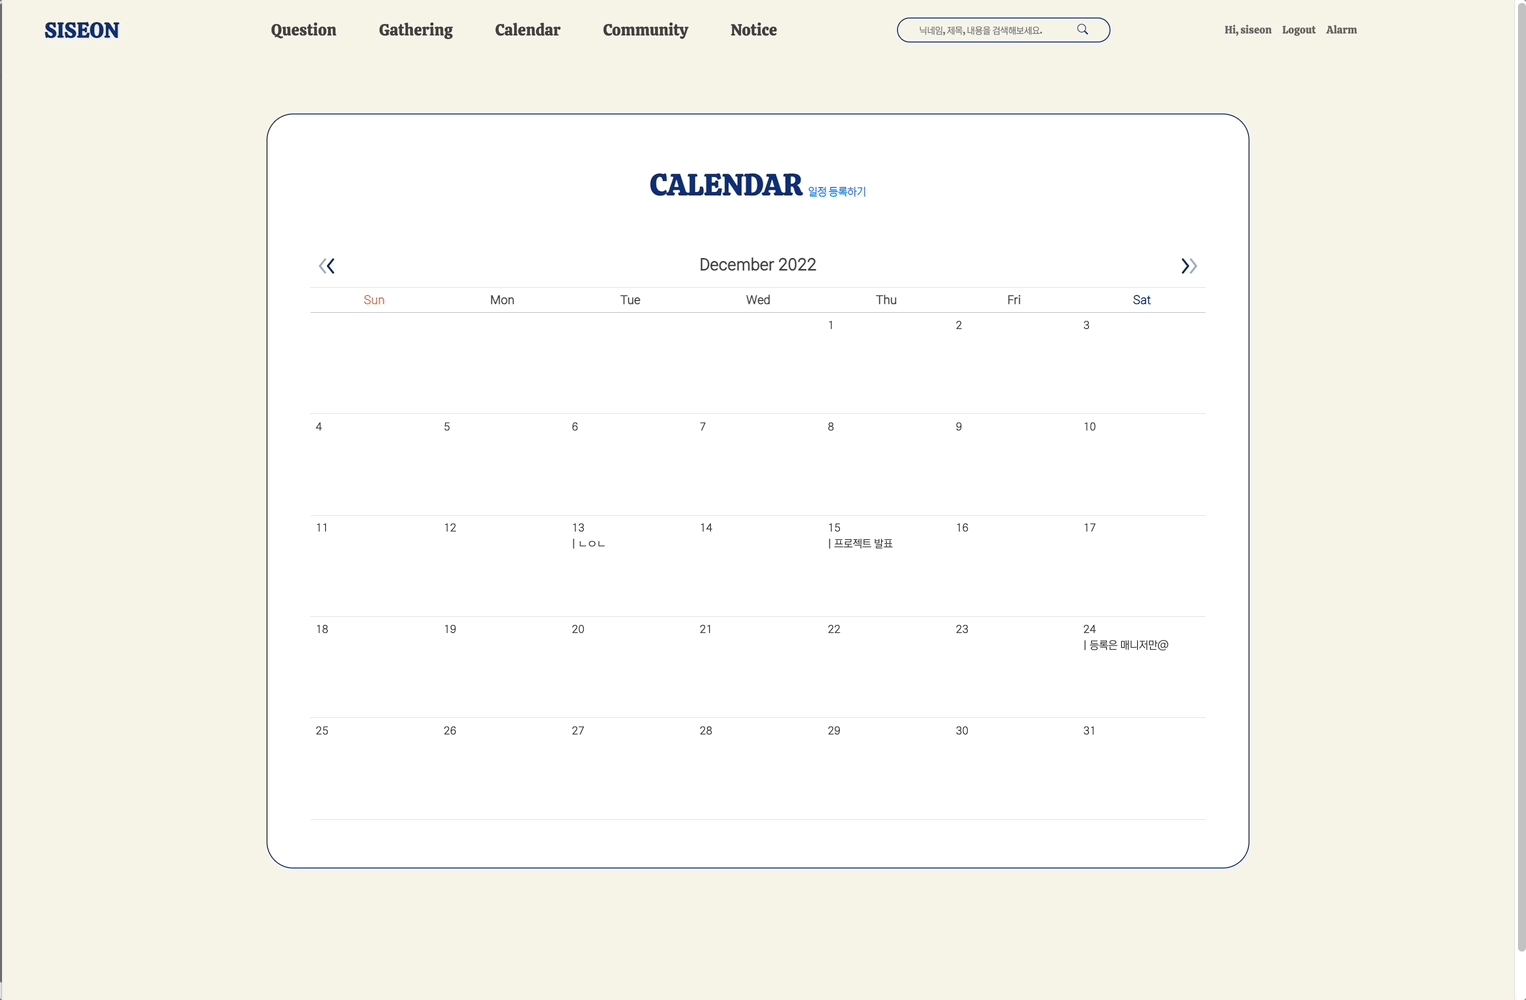 SISEON Question Gathering Calendar Community Notice 닉네임, 제목, 내용을 검색해보세요. Hi, siseon Logout Alarm
CALENDAR 일정 등록하기
December 2022
Sun Mon Tue Wed Thu Fri Sat
1 2 3
4 5 6 7 8 9 10
11 12 13 14 15 16 17
| ㄴㅇㄴ | 프로젝트 발표
18 19 20 21 22 23 24
| 등록은 매니저만@
25 26 27 28 29 30 31